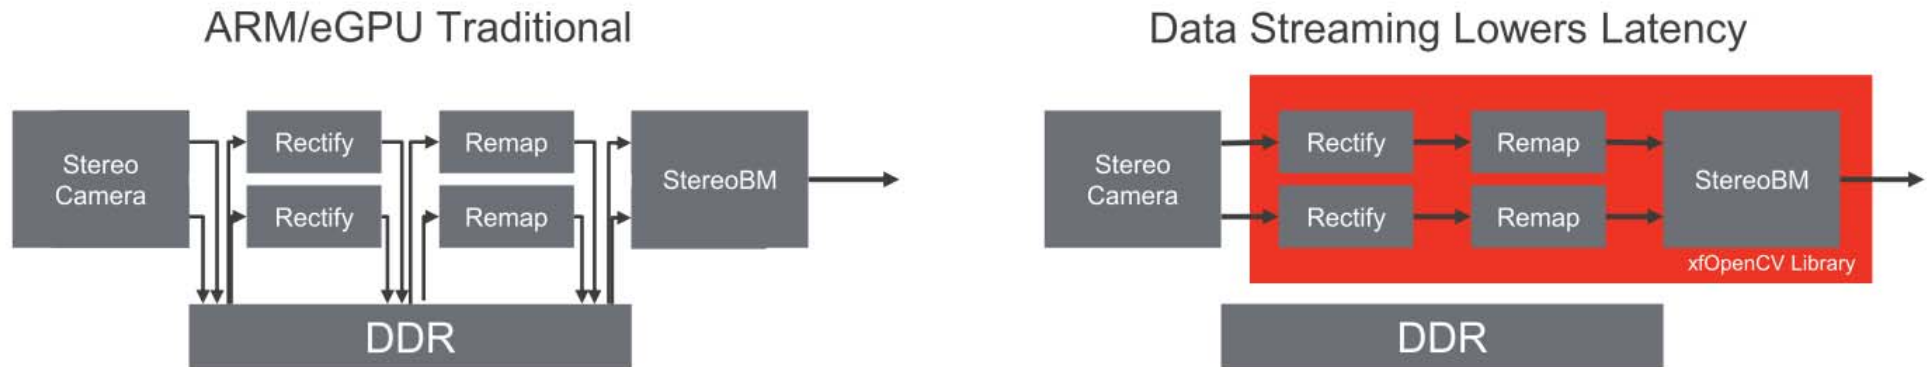 ARM/eGPU Traditional
Stereo
Camera
Rectify
Remap
Rectify
Remap
StereoBM
DDR
Data Streaming Lowers Latency
Stereo
Camera
Rectify
Remap
Rectify
Remap
StereoBM
xfOpenCV Library
DDR